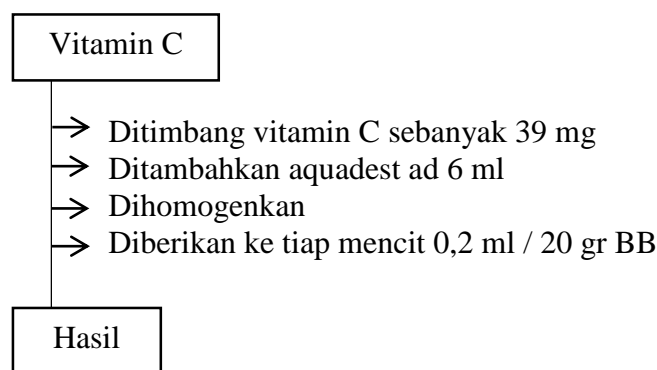 Vitamin C
Ditimbang vitamin C sebanyak 39 mg
Ditambahkan aquadest ad 6 ml
Dihomogenkan
Diberikan ke tiap mencit 0,2 ml / 20 gr BB
Hasil